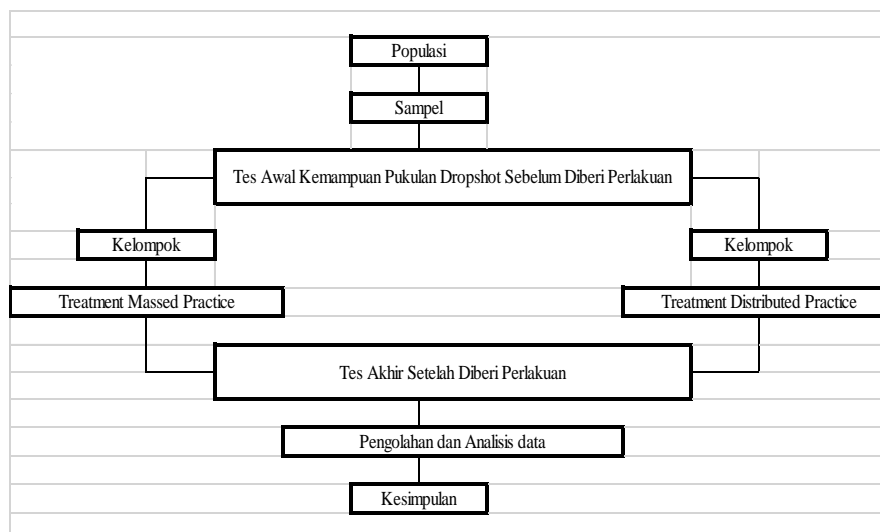 Populasi
Sampel
Tes Awal Kemampuan Pukulan Dropshot Sebelum Diberi Perlakuan
Kelompok
Kelompok
Treatment Massed Practice
Treatment Distributed Practice
Tes Akhir Setelah Diberi Perlakuan
Pengolahan dan Analisis data
Kesimpulan